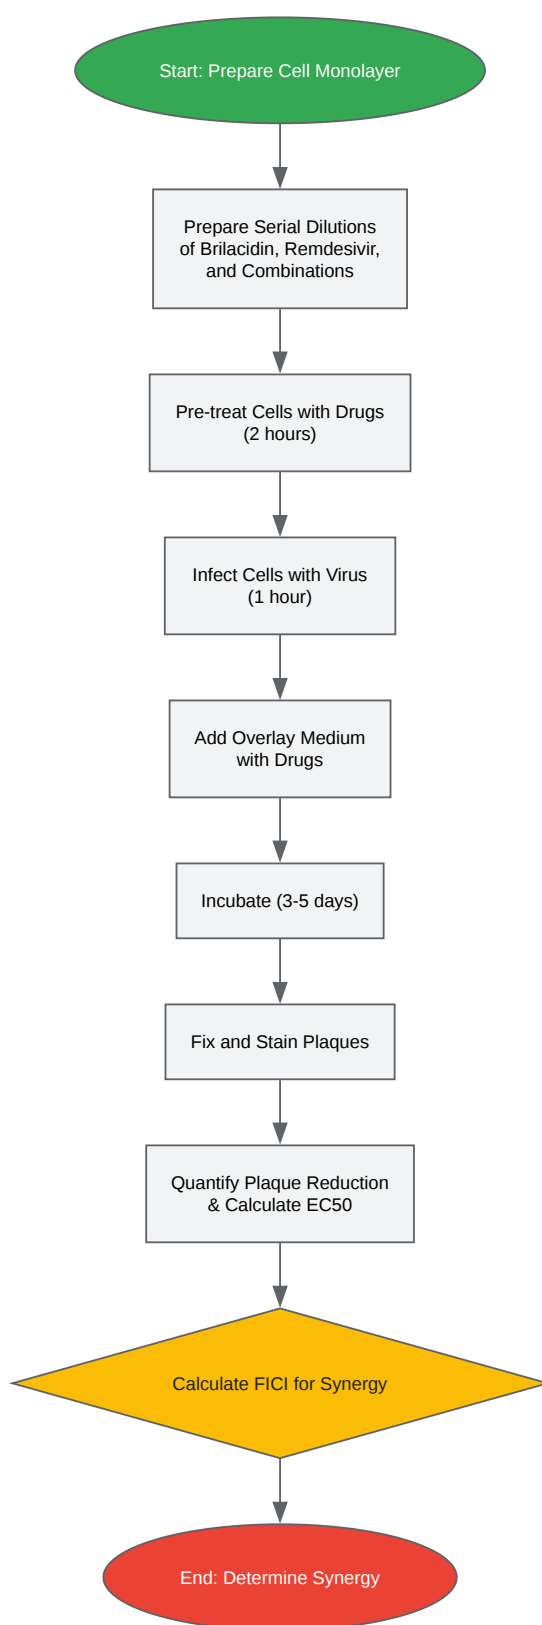 Start: Prepare Cell Monolayer
Prepare Serial Dilutions
of Brilacidin, Remdesivir,
and Combinations
Pre-treat Cells with Drugs
(2 hours)
Infect Cells with Virus
(1 hour)
Add Overlay Medium
with Drugs
Incubate (3-5 days)
Fix and Stain Plaques
Quantify Plaque Reduction
& Calculate EC50
Calculate FICI for Synergy
End: Determine Synergy